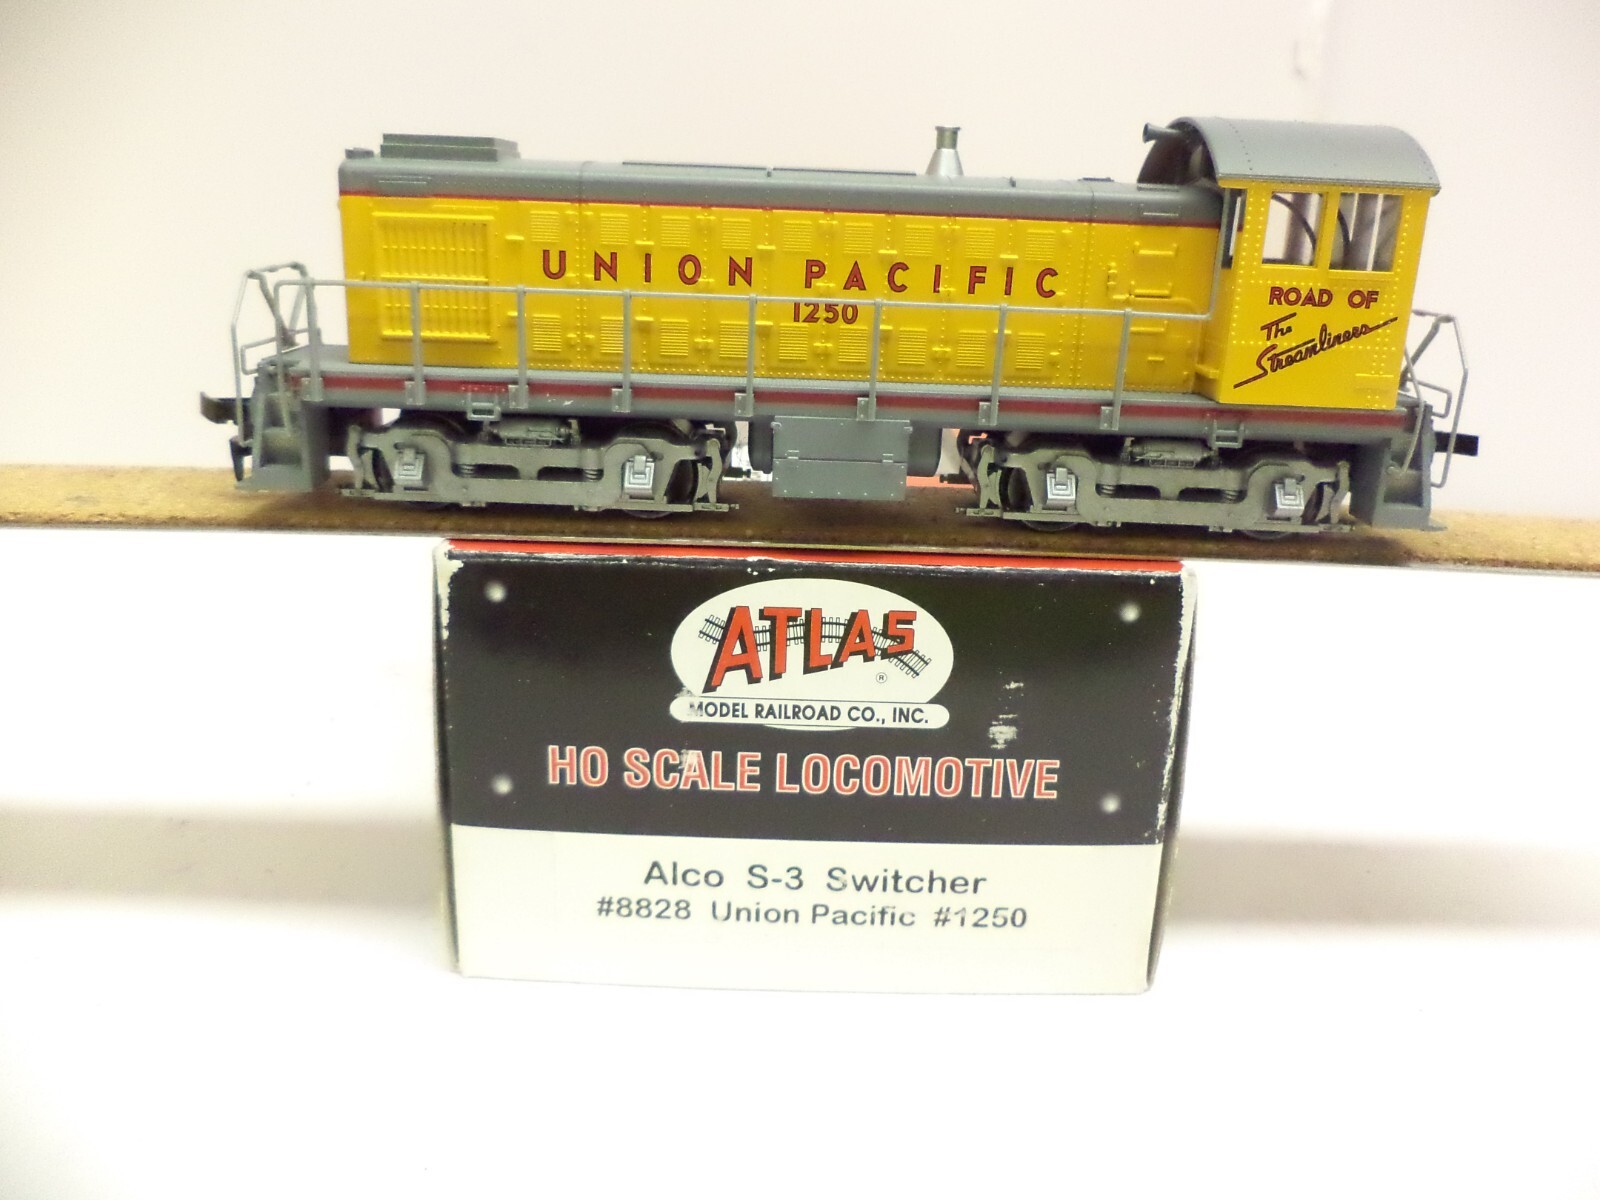 UNION PACIFIC
1250
ROAD OF
The
Streamliners
ATLAS
®
MODEL RAILROAD CO., INC.
HO SCALE LOCOMOTIVE
Alco S-3 Switcher
#8828 Union Pacific #1250